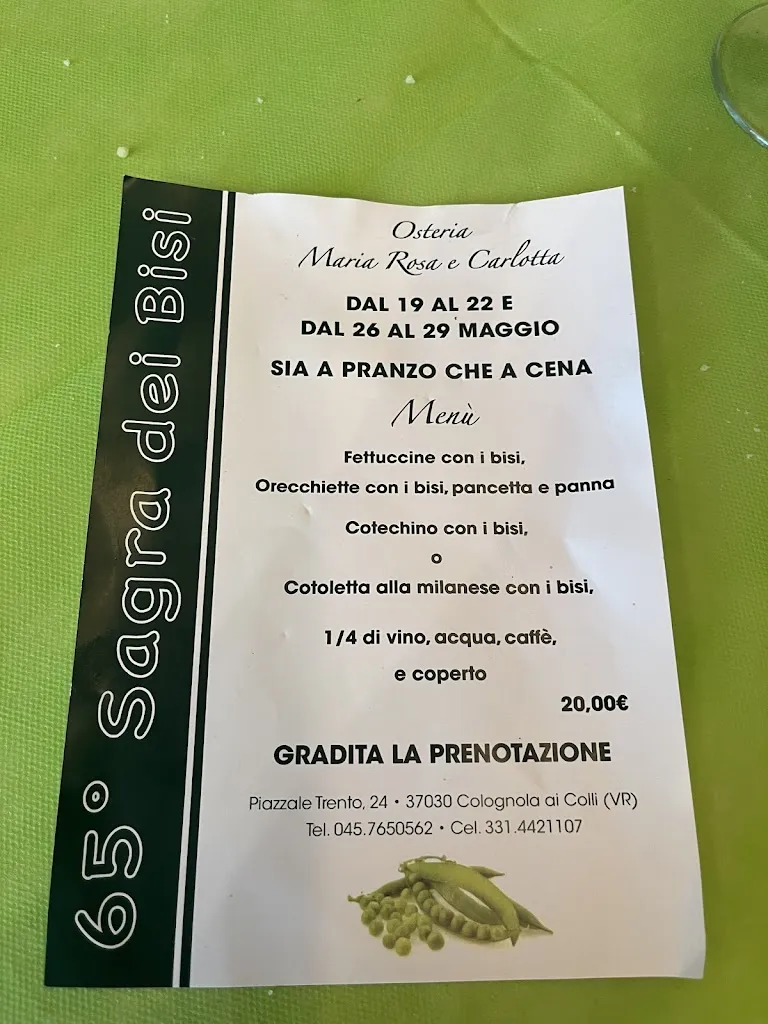 65° Sagra dei Bisi
Osteria
Maria Rosa e Carlotta
DAL 19 AL 22 E
DAL 26 AL 29 MAGGIO
SIA A PRANZO CHE A CENA
Menù
Fettuccine con i bisi,
Orecchiette con i bisi, pancetta e panna
Cotechino con i bisi,
o
Cotoletta alla milanese con i bisi,
1/4 di vino, acqua, caffè,
e coperto
20,00€
GRADITA LA PRENOTAZIONE
Piazzale Trento, 24 • 37030 Colognola ai Colli (VR)
Tel. 045.7650562 • Cel. 331.4421107